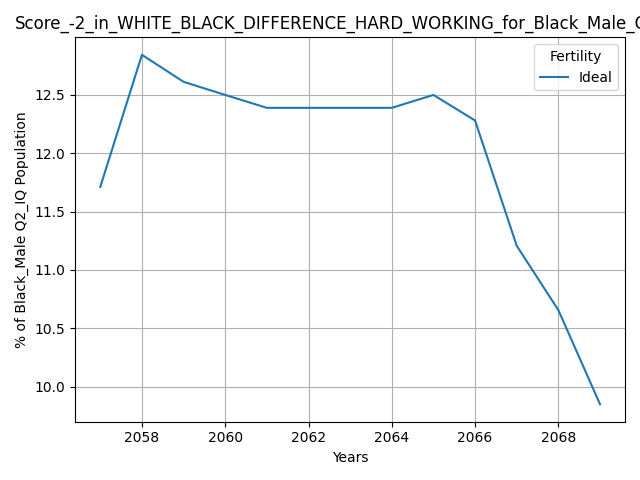 Score_-2_in_WHITE_BLACK_DIFFERENCE_HARD_WORKING_for_Black_Male_
Fertility
Ideal
% of Black_Male Q2_IQ Population
12.5
12.0
11.5
11.0
10.5
10.0
2058 2060 2062 2064 2066 2068
Years